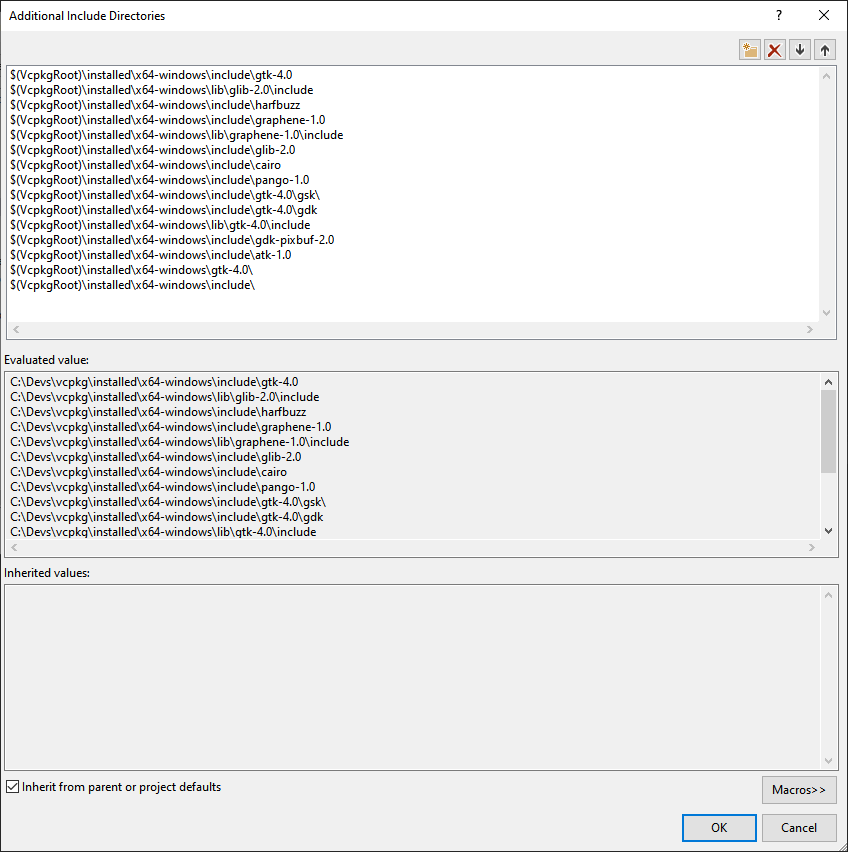 Additional Include Directories
?
$(VcpkgRoot)\installed\x64-windows\include\gtk-4.0
$(VcpkgRoot)\installed\x64-windows\lib\glib-2.0\include
$(VcpkgRoot)\installed\x64-windows\include\harfbuzz
$(VcpkgRoot)\installed\x64-windows\include\graphene-1.0
$(VcpkgRoot)\installed\x64-windows\lib\graphene-1.0\include
$(VcpkgRoot)\installed\x64-windows\include\glib-2.0
$(VcpkgRoot)\installed\x64-windows\include\cairo
$(VcpkgRoot)\installed\x64-windows\include\pango-1.0
$(VcpkgRoot)\installed\x64-windows\include\gtk-4.0\gsk\
$(VcpkgRoot)\installed\x64-windows\include\gtk-4.0\gdk
$(VcpkgRoot)\installed\x64-windows\lib\gtk-4.0\include
$(VcpkgRoot)\installed\x64-windows\include\gdk-pixbuf-2.0
$(VcpkgRoot)\installed\x64-windows\include\atk-1.0
$(VcpkgRoot)\installed\x64-windows\gtk-4.0\
$(VcpkgRoot)\installed\x64-windows\include\
Evaluated value:
C:\Devs\vcpkg\installed\x64-windows\include\gtk-4.0
C:\Devs\vcpkg\installed\x64-windows\lib\glib-2.0\include
C:\Devs\vcpkg\installed\x64-windows\include\harfbuzz
C:\Devs\vcpkg\installed\x64-windows\include\graphene-1.0
C:\Devs\vcpkg\installed\x64-windows\lib\graphene-1.0\include
C:\Devs\vcpkg\installed\x64-windows\include\glib-2.0
C:\Devs\vcpkg\installed\x64-windows\include\cairo
C:\Devs\vcpkg\installed\x64-windows\include\pango-1.0
C:\Devs\vcpkg\installed\x64-windows\include\gtk-4.0\gsk\
C:\Devs\vcpkg\installed\x64-windows\include\gtk-4.0\gdk
C:\Devs\vcpkg\installed\x64-windows\lib\gtk-4.0\include
Inherited values:
Inherit from parent or project defaults
Macros>>
OK
Cancel